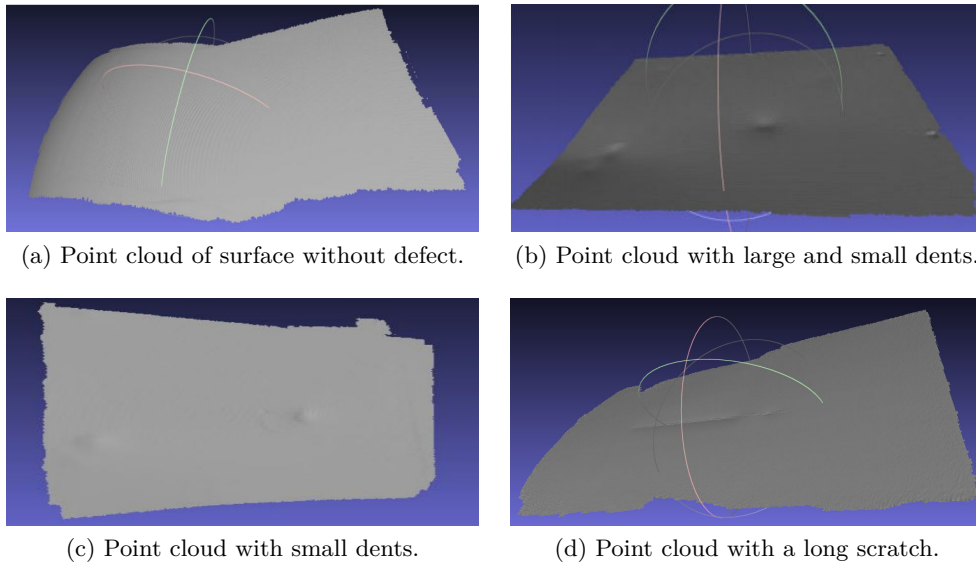 (a) Point cloud of surface without defect.
(b) Point cloud with large and small dents.
(c) Point cloud with small dents.
(d) Point cloud with a long scratch.